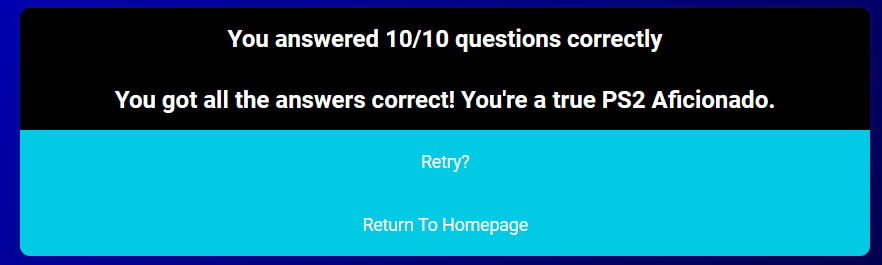 You answered 10/10 questions correctly
You got all the answers correct! You're a true PS2 Aficionado.
Retry?
Return To Homepage